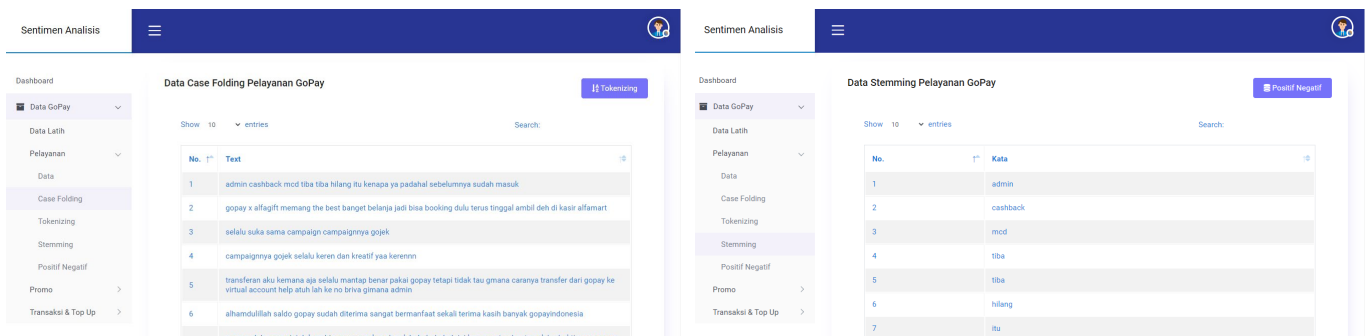 Sentimen Analisis
Dashboard
Data GoPay
Data Latih
Pelayanan
Data
Case Folding
Tokenizing
Stemming
Positif Negatif
Promo
Transaksi & Top Up
Data Case Folding Pelayanan GoPay
Tokenizing
Show 10 entries
Search:
No. Text
1 admin cashback mcd tiba tiba hilang itu kenapa ya padahal sebelumnya sudah masuk
2 gopay x alfagift memang the best banget belanja jadi bisa booking dulu terus tinggal ambil deh di kasir alfamart
3 selalu suka sama campaign campaignnya gojek
4 campaignnya gojek selalu keren dan kreatif yaa kerennn
5 transferan aku kemana aja selalu mantap benar pakai gopay tetapi tidak tau gmana caranya transfer dari gopay ke
virtual account help atuh lah ke no briva gimana admin
6 alhamdulillah saldo gopay sudah diterima sangat bermanfaat sekali terima kasih banyak gopayindonesia
Sentimen Analisis
Dashboard
Data GoPay
Data Latih
Pelayanan
Data
Case Folding
Tokenizing
Stemming
Positif Negatif
Promo
Transaksi & Top Up
Data Stemming Pelayanan GoPay
Positif Negatif
Show 10 entries
Search:
No. Kata
1 admin
2 cashback
3 mcd
4 tiba
5 tiba
6 hilang
7 itu